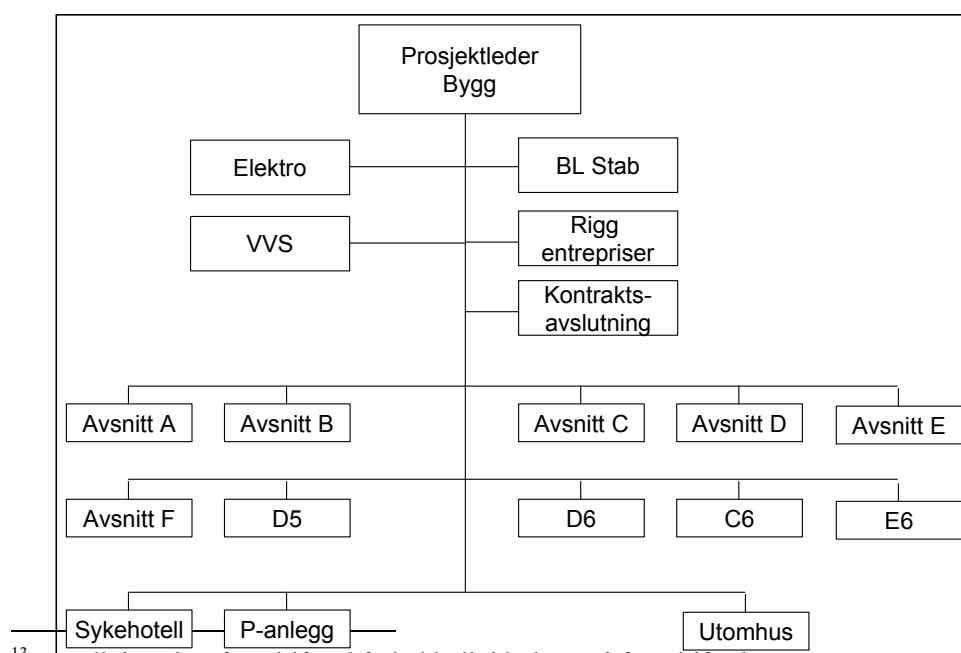 Prosjektleder
Bygg
Elektro
BL Stab
VVS
Rigg
entrepriser
Kontrakts-
avslutning
Avsnitt A
Avsnitt B
Avsnitt C
Avsnitt D
Avsnitt E
Avsnitt F
D5
D6
C6
E6
Sykehotell
P-anlegg
Utomhus
13